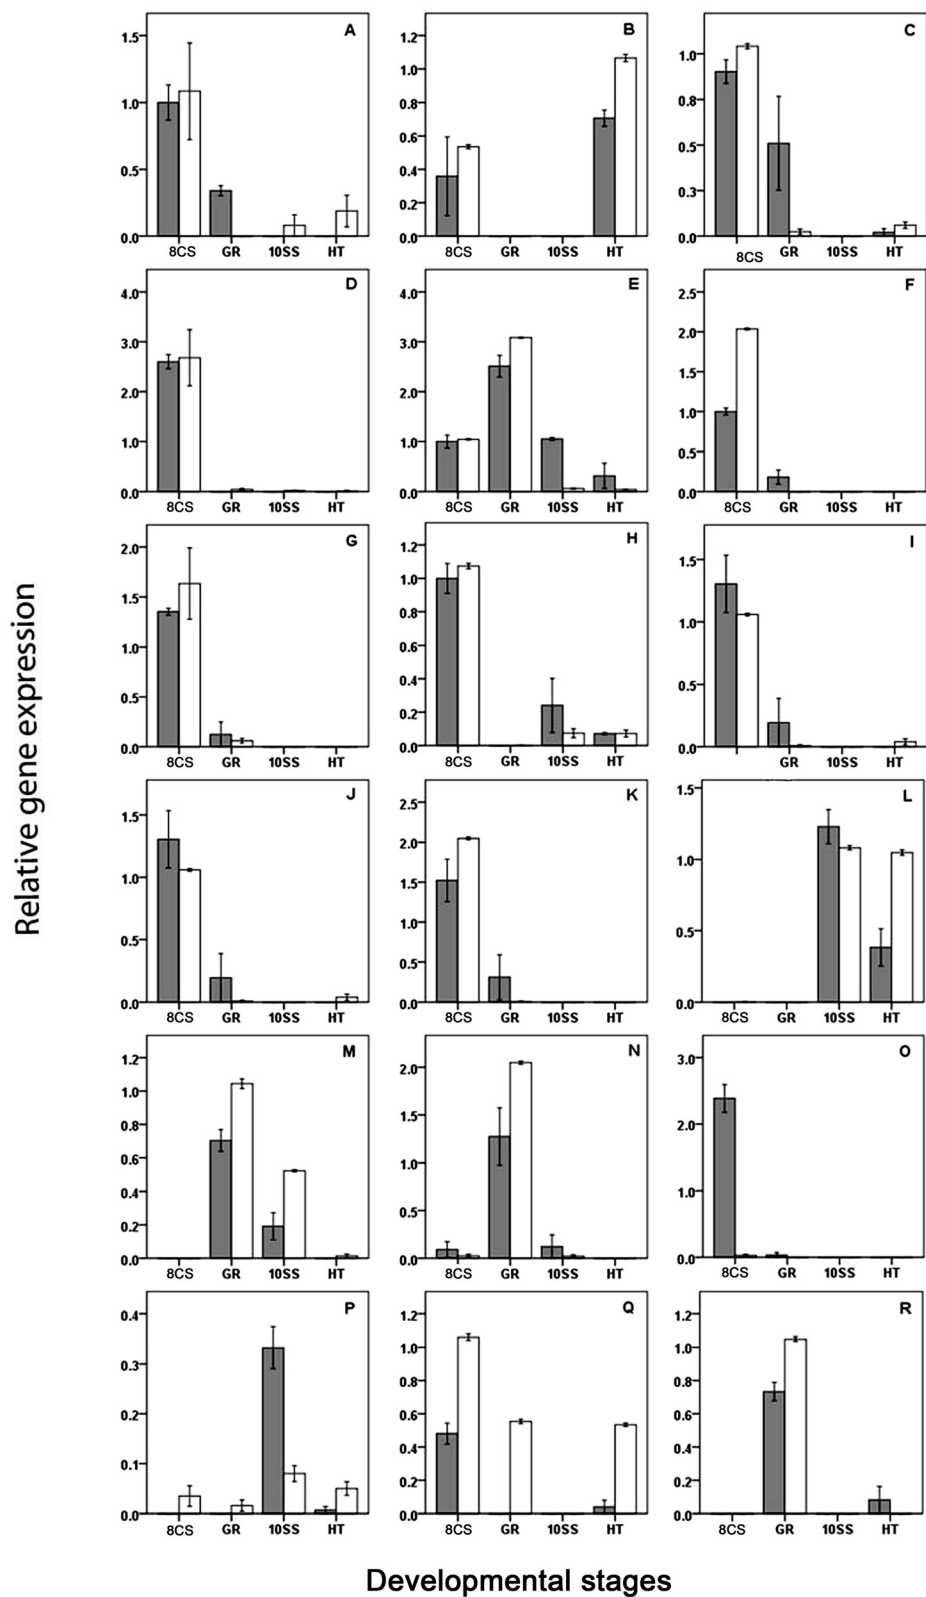 A B C
1.5 1.2 1.0
1.0 1.0 0.8
0.8
0.5 0.6 0.5
0.4 0.3
0.2
0.0 0.0 0.0
8CS GR 10SS HT 8CS GR 10SS HT 8CS GR 10SS HT
D E F
4.0 4.0 2.5
3.0 3.0 2.0
2.0 2.0 1.5
1.0 1.0 1.0
0.5
0.0 0.0 0.0
8CS GR 10SS HT 8CS GR 10SS HT 8CS GR 10SS HT
G H I
2.0 1.2 1.5
1.5 1.0 1.0
1.0 0.8
0.6
0.5 0.4 0.5
0.2
0.0 0.0 0.0
8CS GR 10SS HT 8CS GR 10SS HT 8CS GR 10SS HT
Relative gene expression
J K L
1.5 2.5 1.5
2.0
1.0 1.5 1.0
0.5 1.0 0.5
0.5
0.0 0.0 0.0
8CS GR 10SS HT 8CS GR 10SS HT 8CS GR 10SS HT
M N O
1.2 2.0 3.0
1.0 1.5
0.8 2.0
0.6 1.0
0.4 0.5 1.0
0.2
0.0 0.0 0.0
8CS GR 10SS HT 8CS GR 10SS HT 8CS GR 10SS HT
P Q R
0.4 1.2 1.2
1.0 1.0
0.3 0.8 0.8
0.2 0.6 0.6
0.1 0.4 0.4
0.2 0.2
0.0 0.0 0.0
8CS GR 10SS HT 8CS GR 10SS HT 8CS GR 10SS HT
Developmental stages